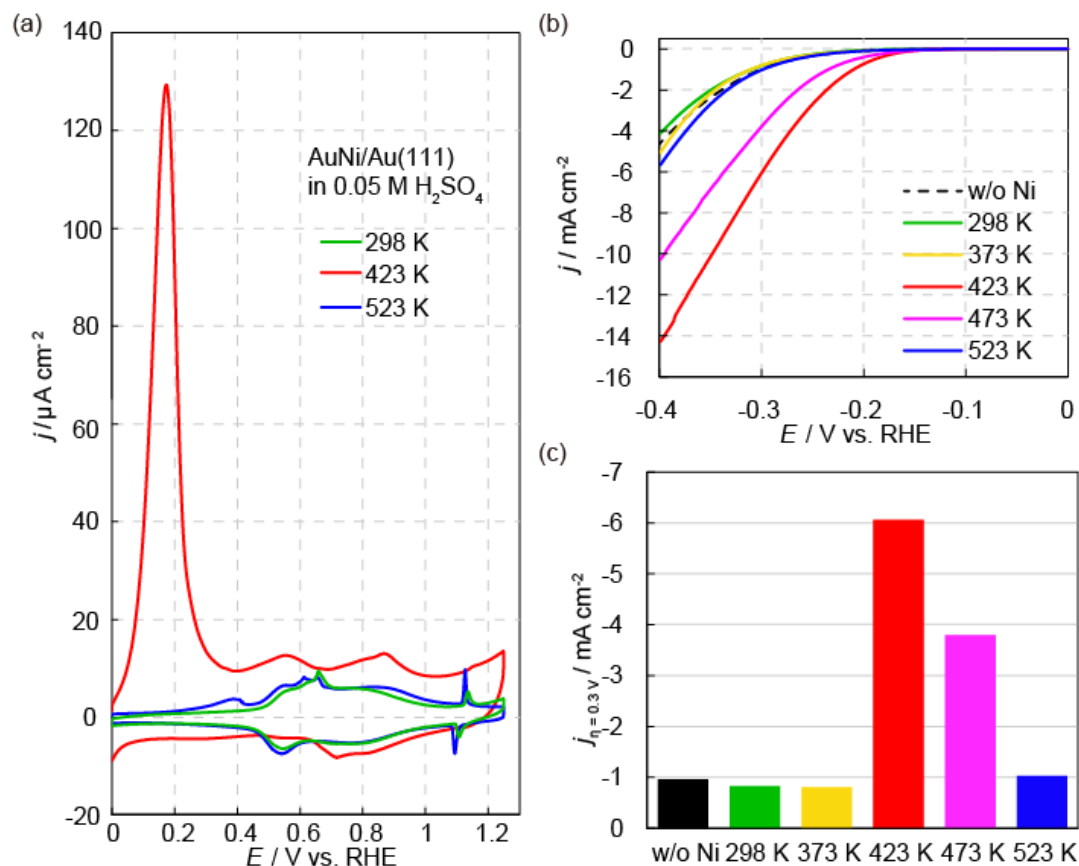 (a)
140
120
100
80
60
40
20
0
-20
j / µA cm-2
AuNi/Au(111)
in 0.05 M H2SO4
298 K
423 K
523 K
0 0.2 0.4 0.6 0.8 1 1.2
E / V vs. RHE
(b)
0
-2
-4
-6
-8
-10
-12
-14
-16
j / mA cm-2
w/o Ni
298 K
373 K
423 K
473 K
523 K
-0.4 -0.3 -0.2 -0.1 0
E / V vs. RHE
(c)
-7
-6
-5
-4
-3
-2
-1
0
jη = 0.3 V / mA cm-2
w/o Ni 298 K 373 K 423 K 473 K 523 K